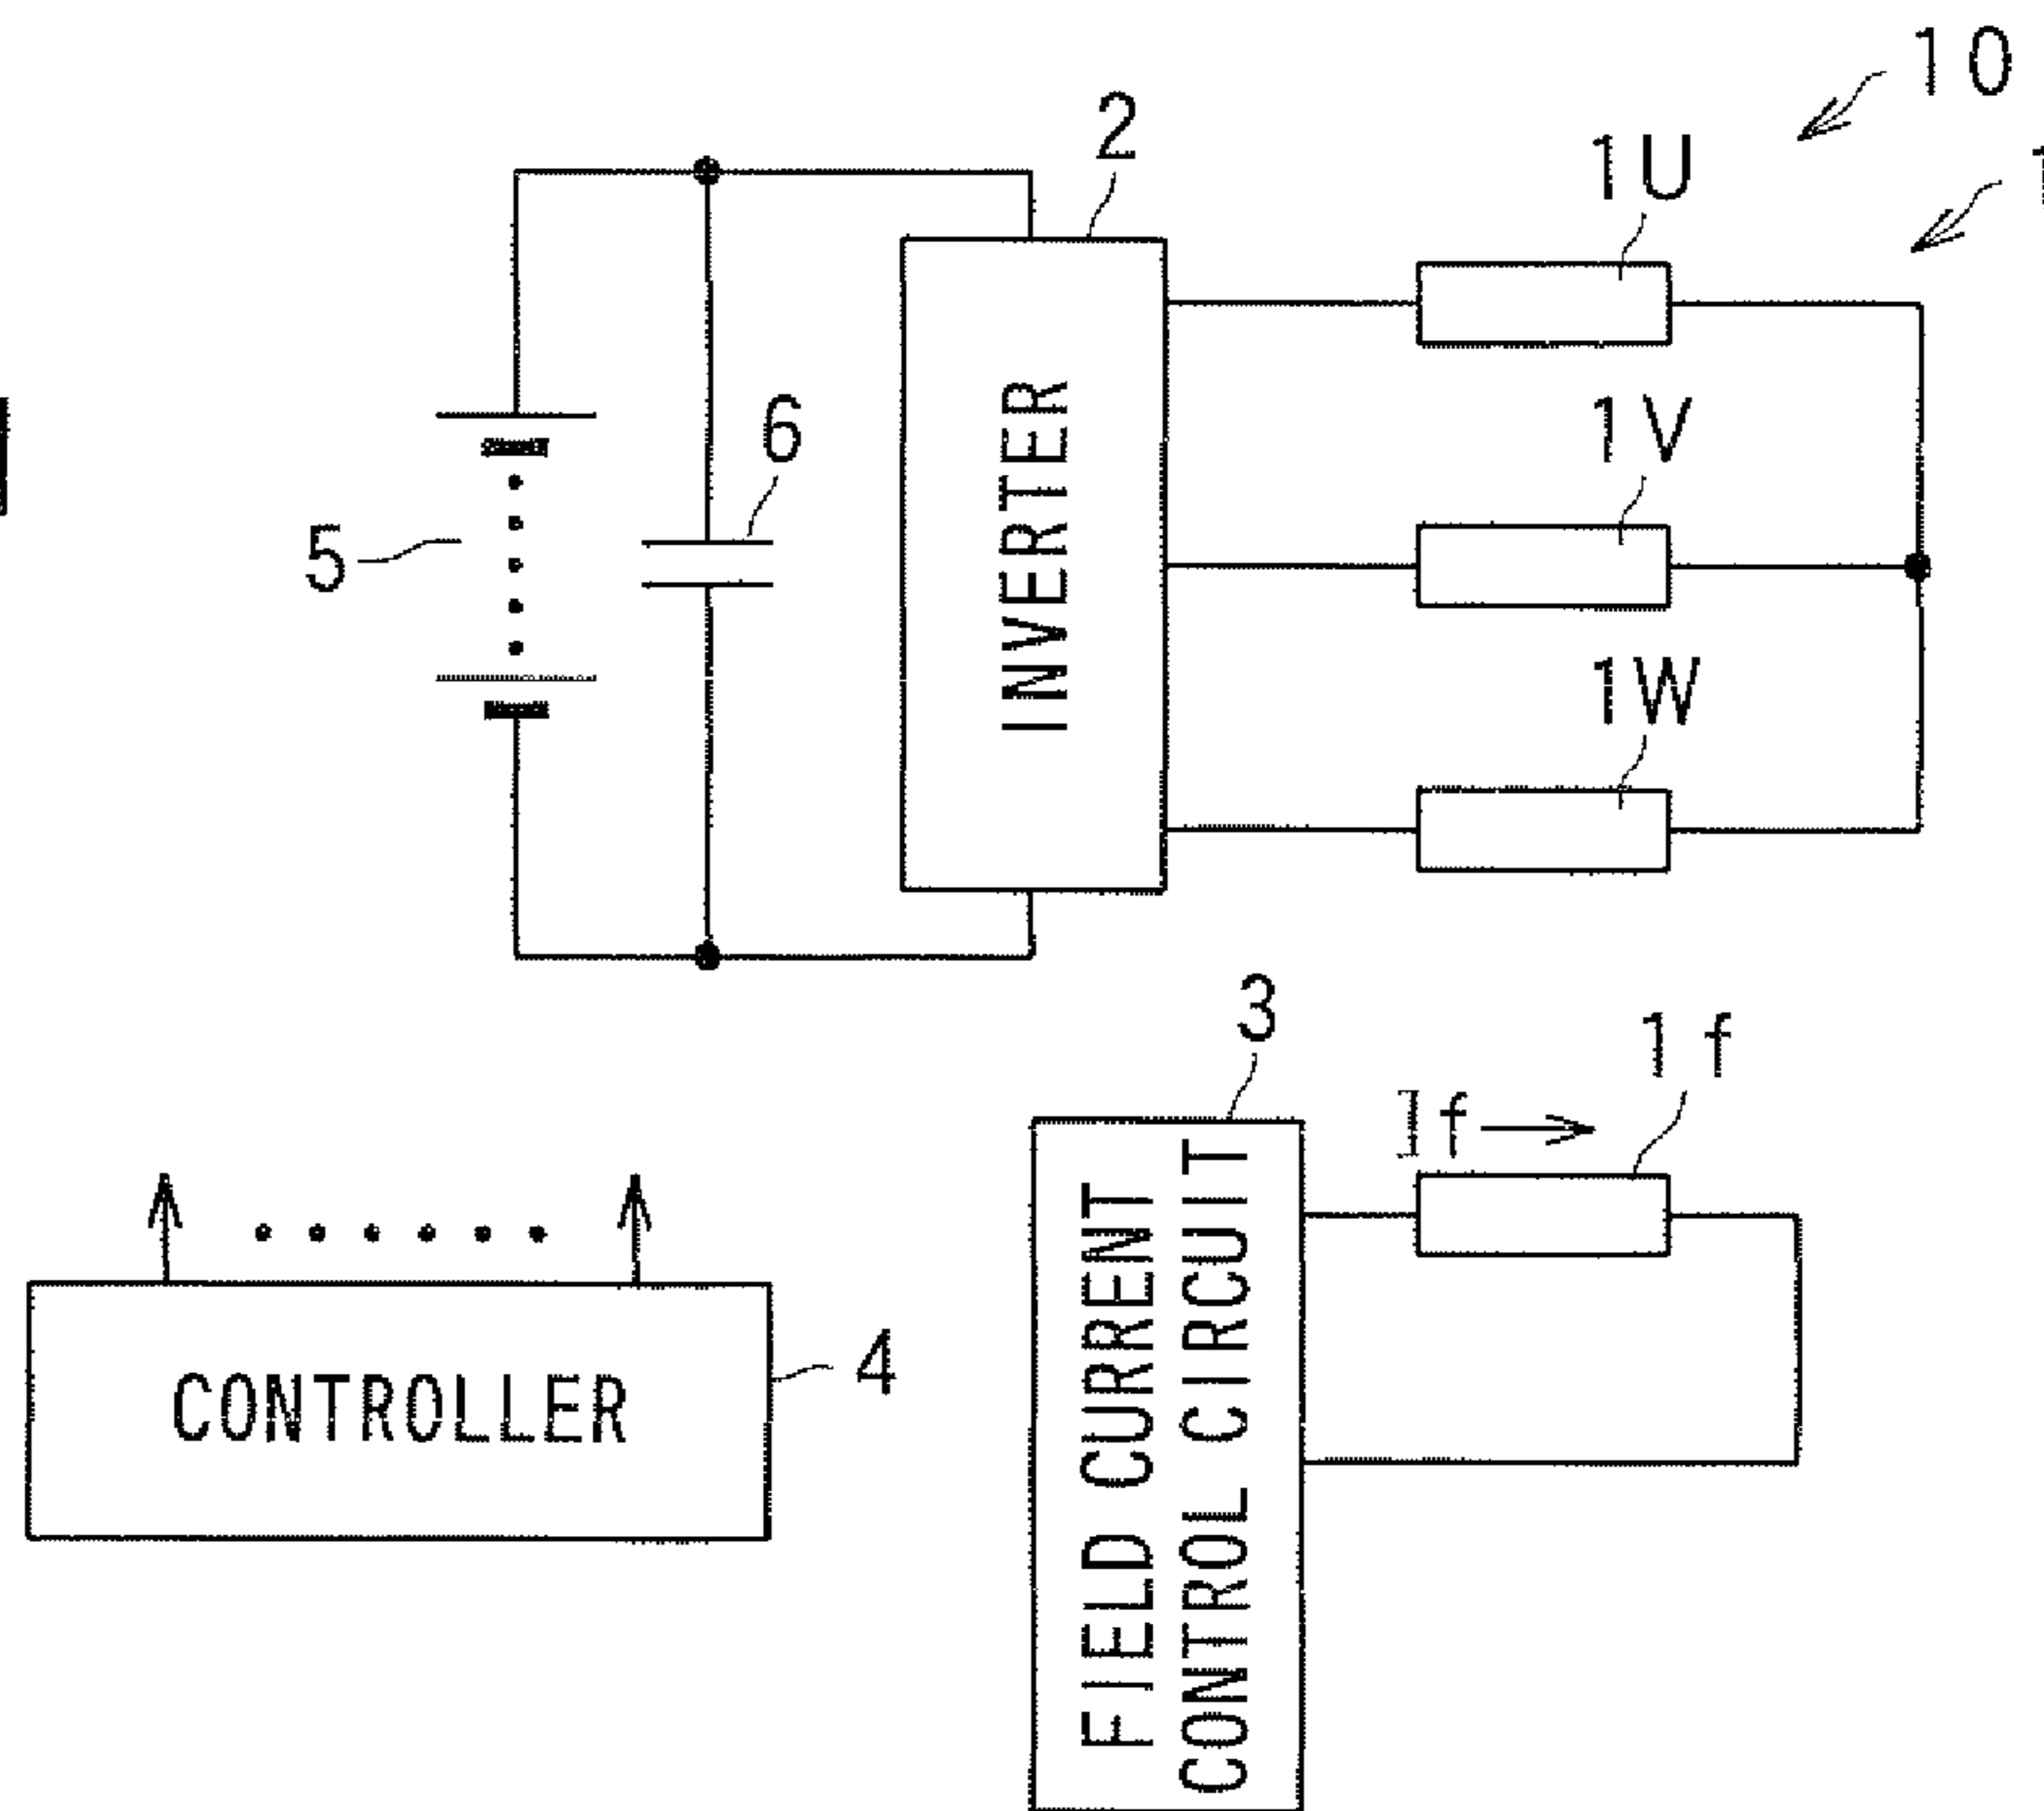 10
2
1U
1
6
INVERTER
1V
5
1W
3
1f
If
FIELD CURRENT
CONTROL CIRCUIT
CONTROLLER
4